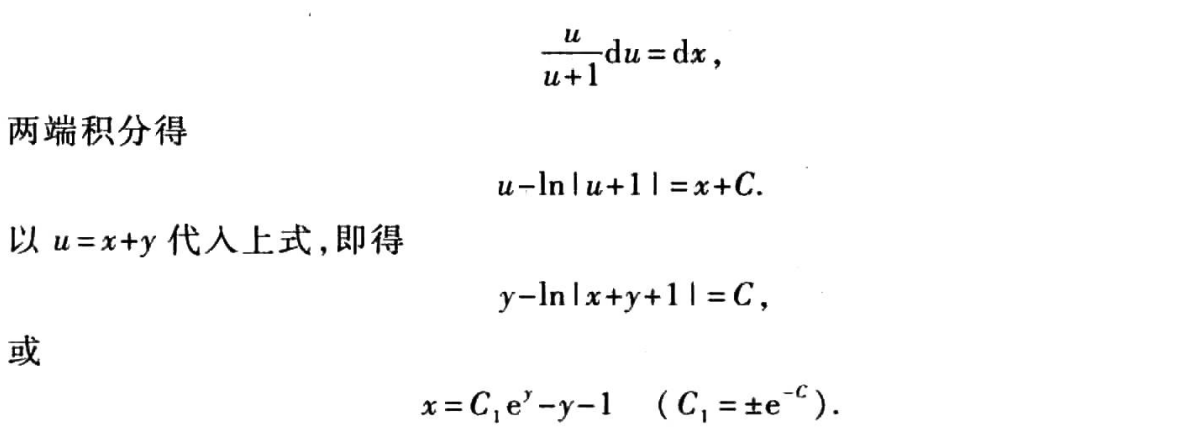 u/(u+1) du=dx,
两端积分得
u-ln|u+1|=x+C.
以 u=x+y 代入上式,即得
y-ln|x+y+1|=C,
或
x=C₁eʸ-y-1 (C₁=±e⁻ᶜ).